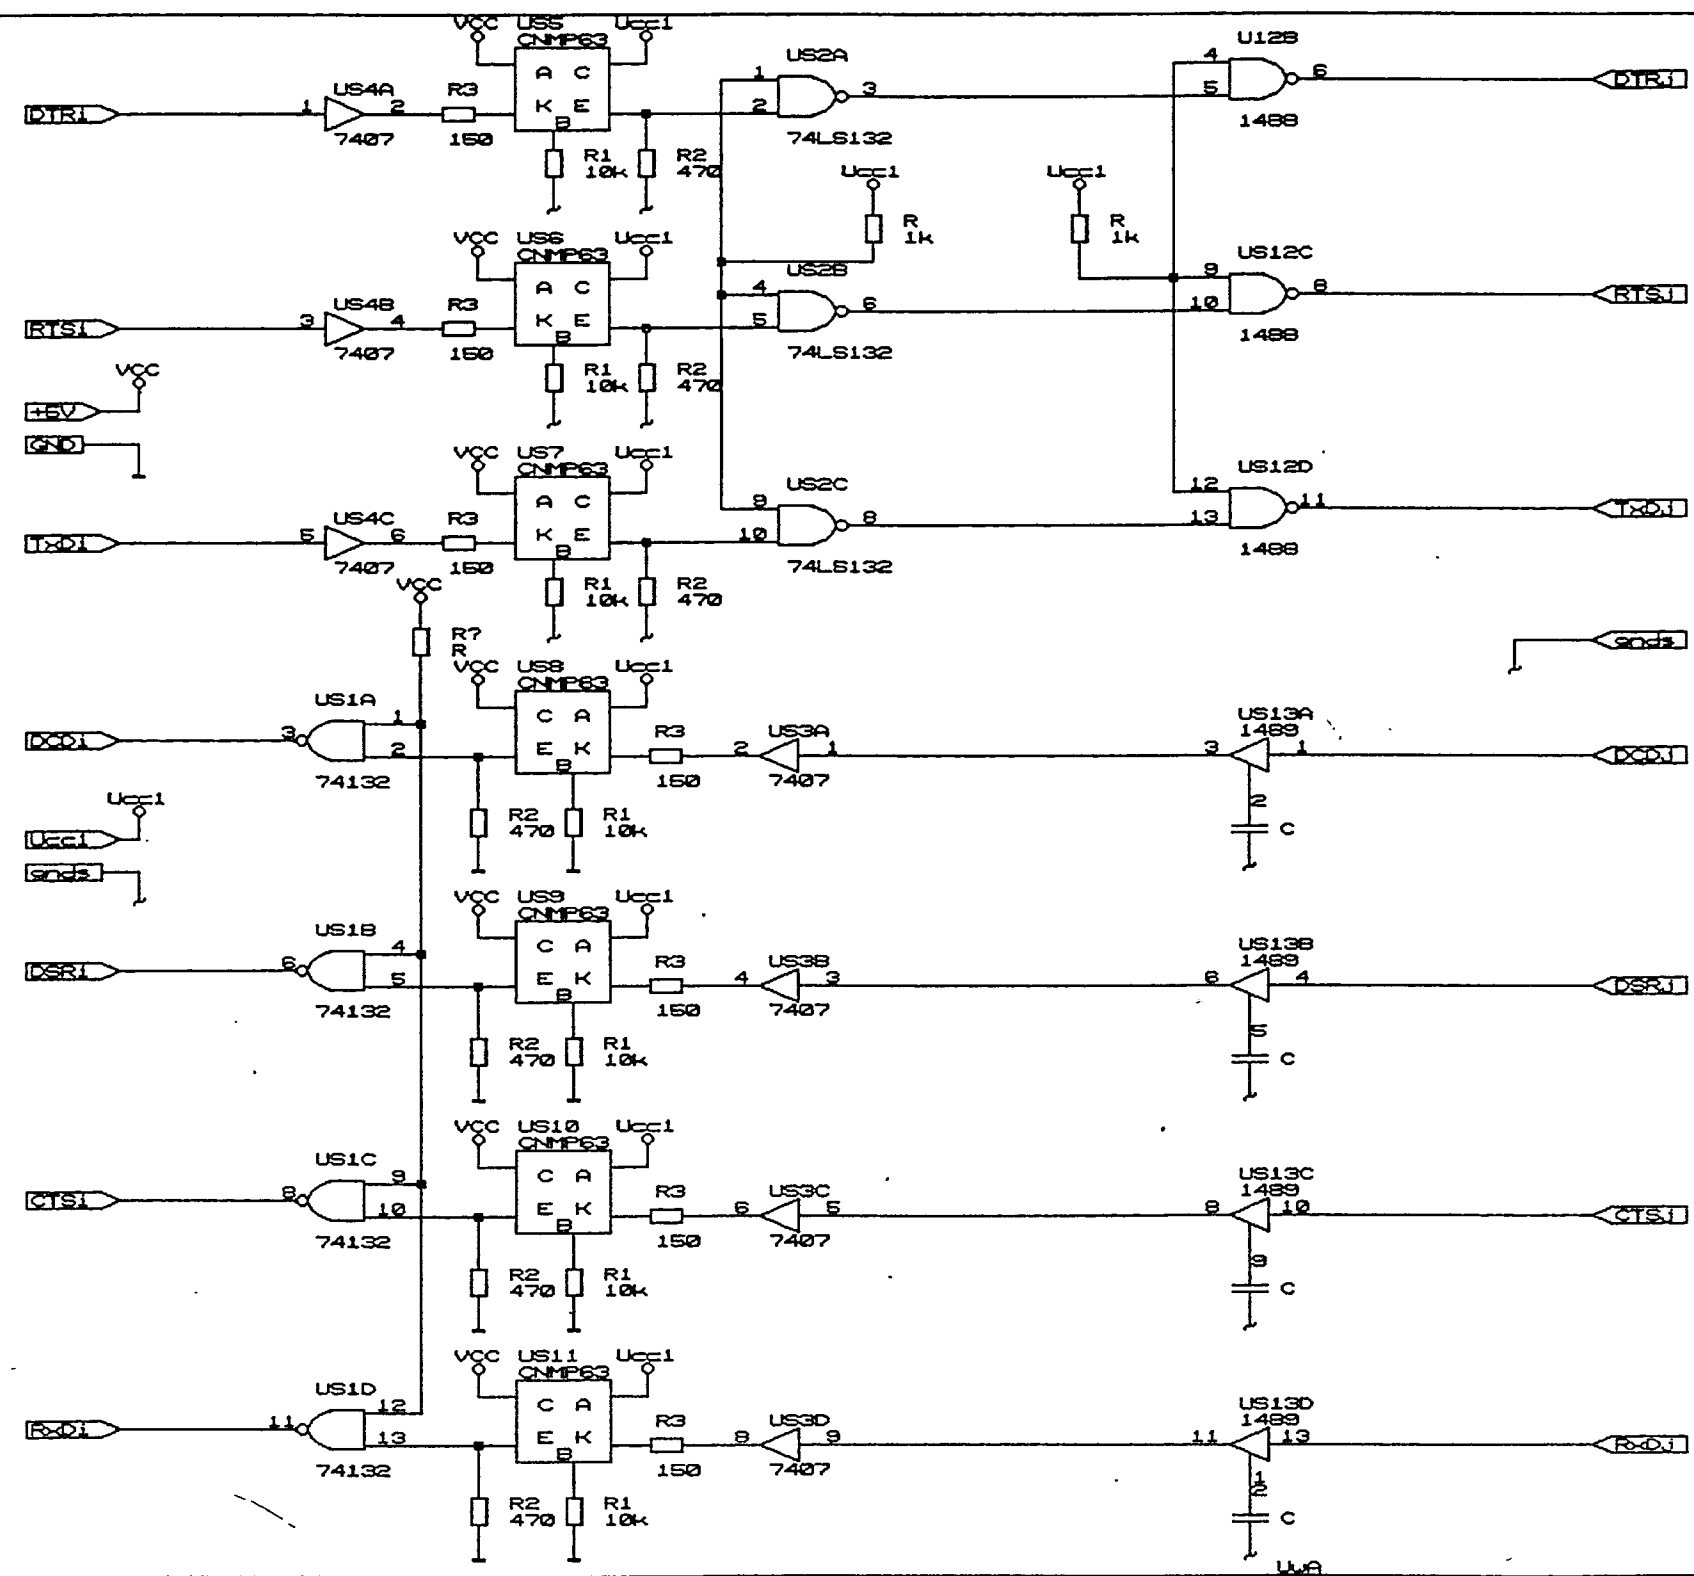 VCC US5 Ucc1
CNMP63
A C
K E
B
US4A R3
DTRi 1 2
7407 150
R1 R2
10k 470
US2A
1 3
2
74LS132
U12B
4 6 DTRj
5
1488
Ucc1 Ucc1
R R
1k 1k
VCC US6 Ucc1
CNMP63
A C
K E
B
US4B R3
RTSi 3 4
7407 150
R1 R2
10k 470
US2B
4 6
5
74LS132
US12C
9 8 RTSj
10
1488
VCC
+5V
GND
VCC US7 Ucc1
CNMP63
A C
K E
B
US4C R3
TxDi 5 6
7407 150
R1 R2
10k 470
US2C
9 8
10
74LS132
US12D
12 11 TxDj
13
1488
VCC
R?
R
gnds
VCC US8 Ucc1
CNMP63
C A
E K
B
US1A
DCDi 3 1
2
74132
R2 R1
470 10k
R3
150
US3A
2 1
7407
US13A
1489
3 1 DCDj
2
C
Ucc1
Ucc1
gnds
VCC US9 Ucc1
CNMP63
C A
E K
B
US1B
DSRi 6 4
5
74132
R2 R1
470 10k
R3
150
US3B
4 3
7407
US13B
1489
6 4 DSRj
5
C
VCC US10 Ucc1
CNMP63
C A
E K
B
US1C
CTSi 8 9
10
74132
R2 R1
470 10k
R3
150
US3C
6 5
7407
US13C
1489
8 10 CTSj
9
C
VCC US11 Ucc1
CNMP63
C A
E K
B
US1D
RxDi 11 12
13
74132
R2 R1
470 10k
R3
150
US3D
8 9
7407
US13D
1489
11 13 RxDj
12
C
UWA